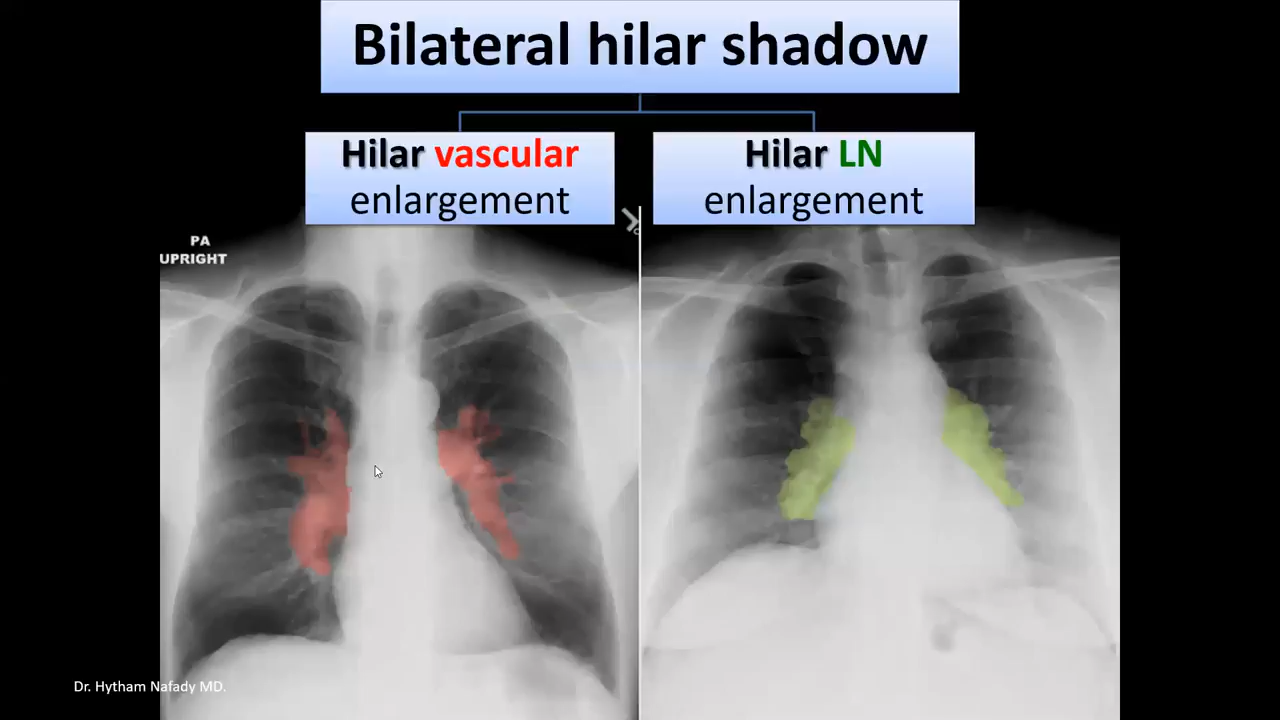 Bilateral hilar shadow
Hilar vascular
enlargement
Hilar LN
enlargement
PA
UPRIGHT
Dr. Hytham Nafady MD.